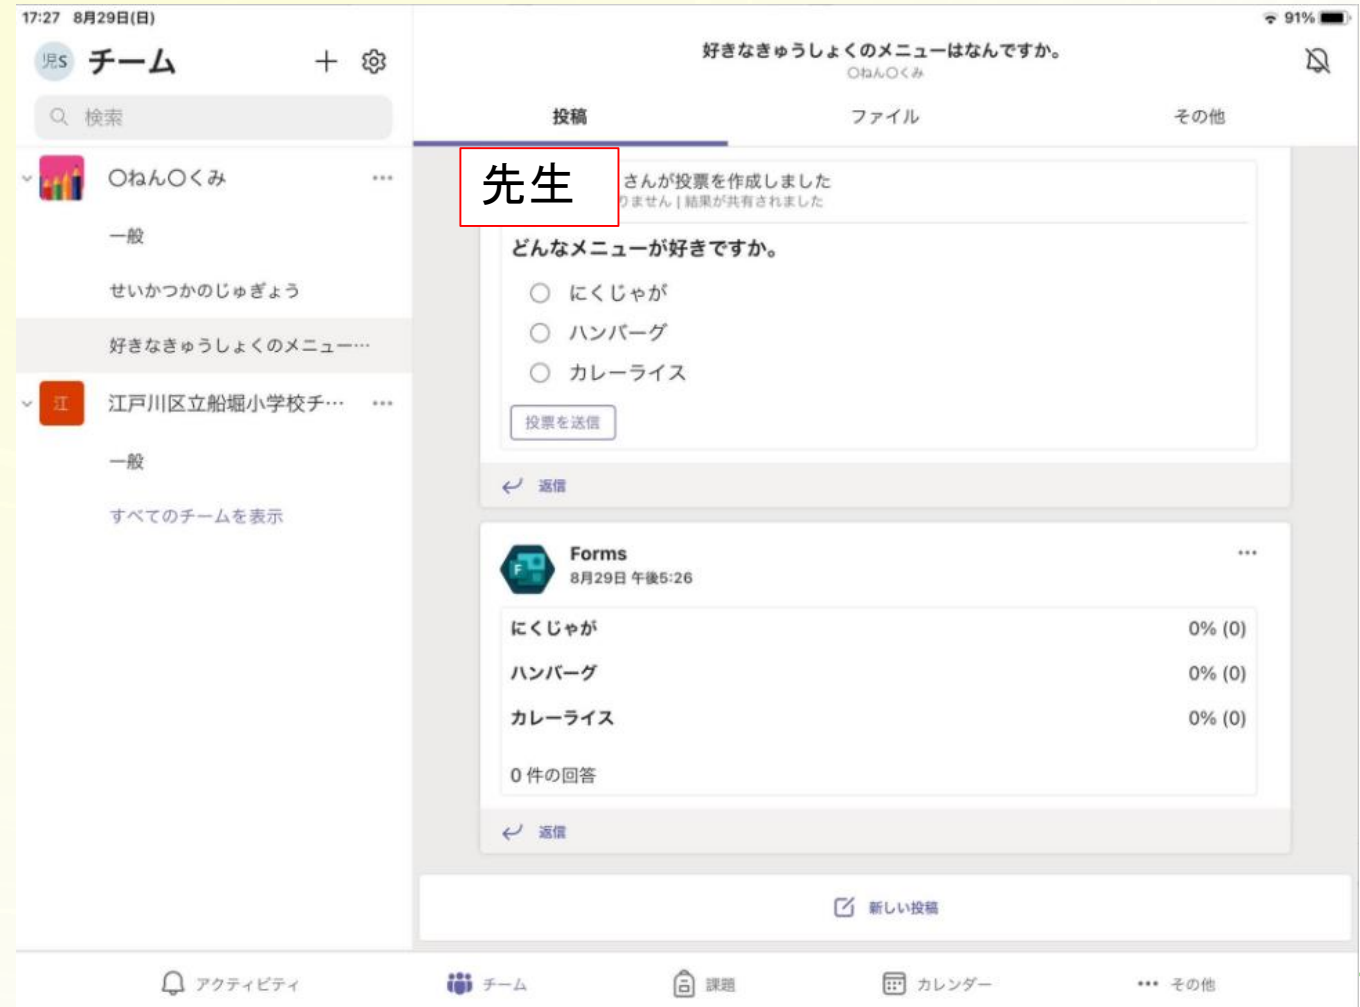 17:27 8月29日(日)
91%
児S チーム
検索
〇ねん〇くみ
一般
せいかつかのじゅぎょう
好きなきゅうしょくのメニュー…
江 江戸川区立船堀小学校チ…
一般
すべてのチームを表示
好きなきゅうしょくのメニューはなんですか。
〇ねん〇くみ
投稿 ファイル その他
先生
さんが投票を作成しました
りません | 結果が共有されました
どんなメニューが好きですか。
にくじゃが
ハンバーグ
カレーライス
投票を送信
返信
F Forms
8月29日 午後5:26
にくじゃが 0% (0)
ハンバーグ 0% (0)
カレーライス 0% (0)
0 件の回答
返信
新しい投稿
アクティビティ チーム 課題 カレンダー その他